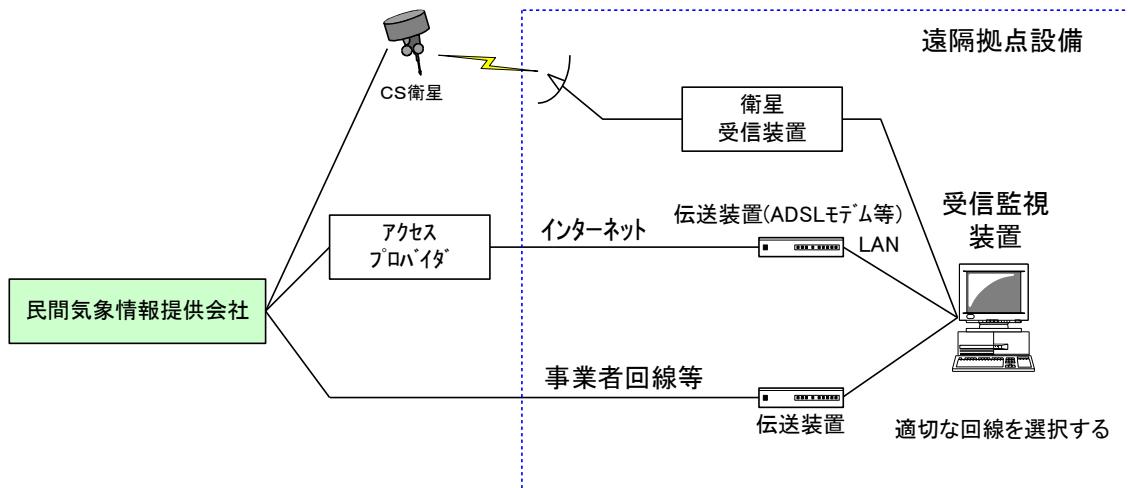 遠隔拠点設備
CS衛星
衛星
受信装置
伝送装置(ADSLﾓﾃﾞﾑ等)
受信監視
装置
アクセス
プロバイダ
インターネット
LAN
民間気象情報提供会社
事業者回線等
伝送装置
適切な回線を選択する